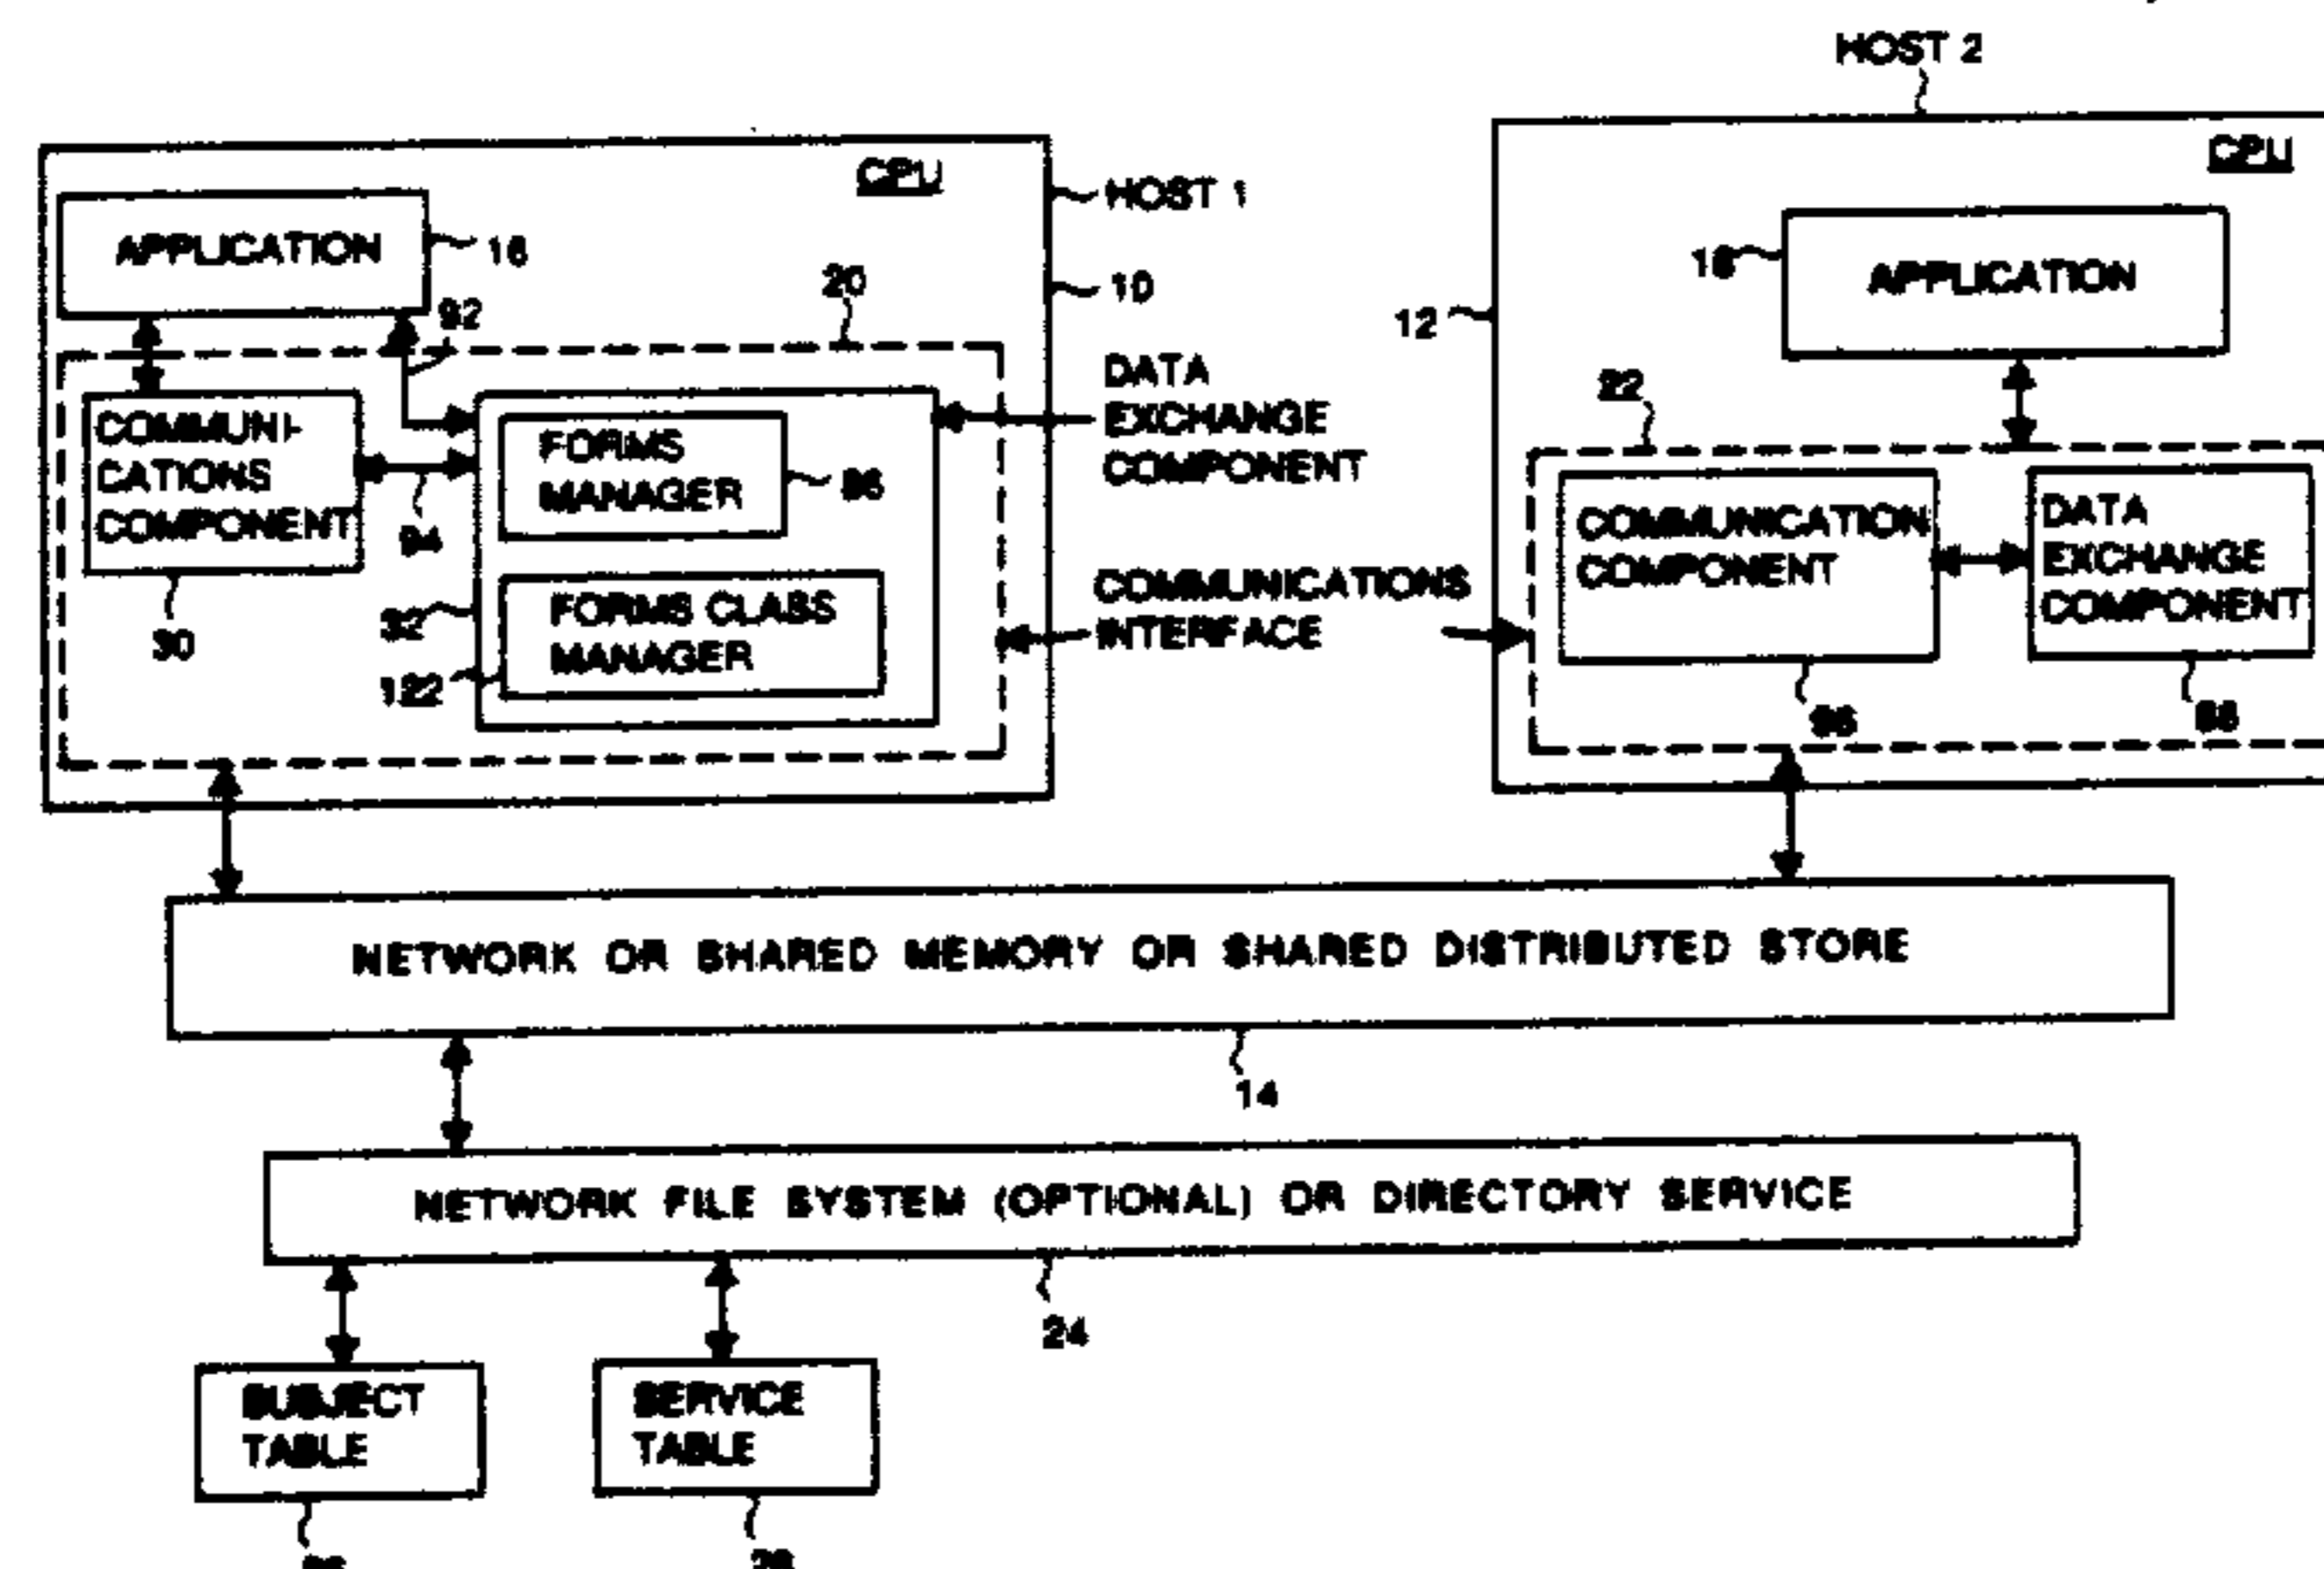 HOST 2
CPU
HOST 1
CPU
APPLICATION
16
10
20
92
12
APPLICATION
DATA
EXCHANGE
COMPONENT
22
COMMUNI-
CATIONS
COMPONENT
30
94
FORMS
MANAGER
86
32
FORMS CLASS
MANAGER
122
COMMUNICATIONS
INTERFACE
COMMUNICATION
COMPONENT
DATA
EXCHANGE
COMPONENT
NETWORK OR SHARED MEMORY OR SHARED DISTRIBUTED STORE
14
NETWORK FILE SYSTEM (OPTIONAL) OR DIRECTORY SERVICE
24
SUBJECT
TABLE
SERVICE
TABLE